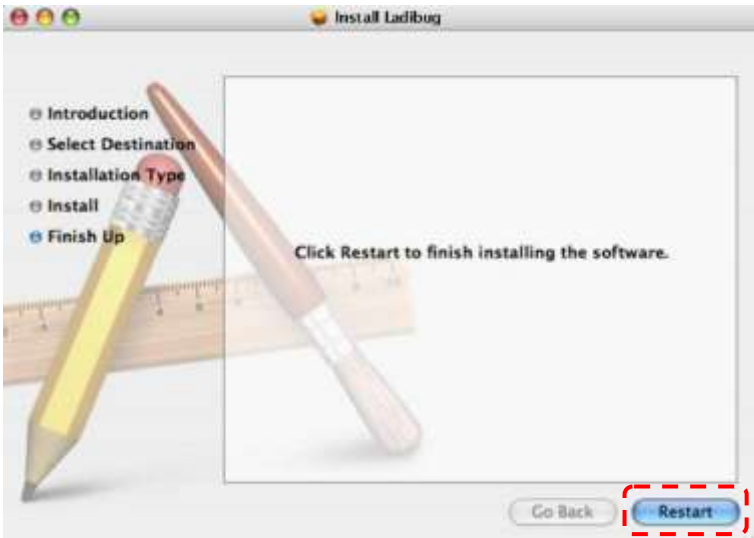 Install Ladibug
Introduction
Select Destination
Installation Type
Install
Finish Up
Click Restart to finish installing the software.
Go Back
Restart